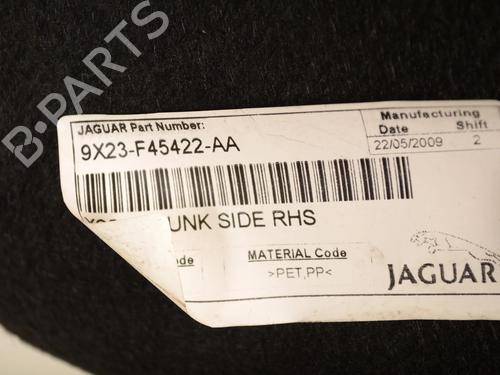 B-PARTS
JAGUAR Part Number:
9X23-F45422-AA
Manufacturing
Date Shift
22/05/2009 2
UNK SIDE RHS
Code
MATERIAL Code
>PET,PP<
JAGUAR